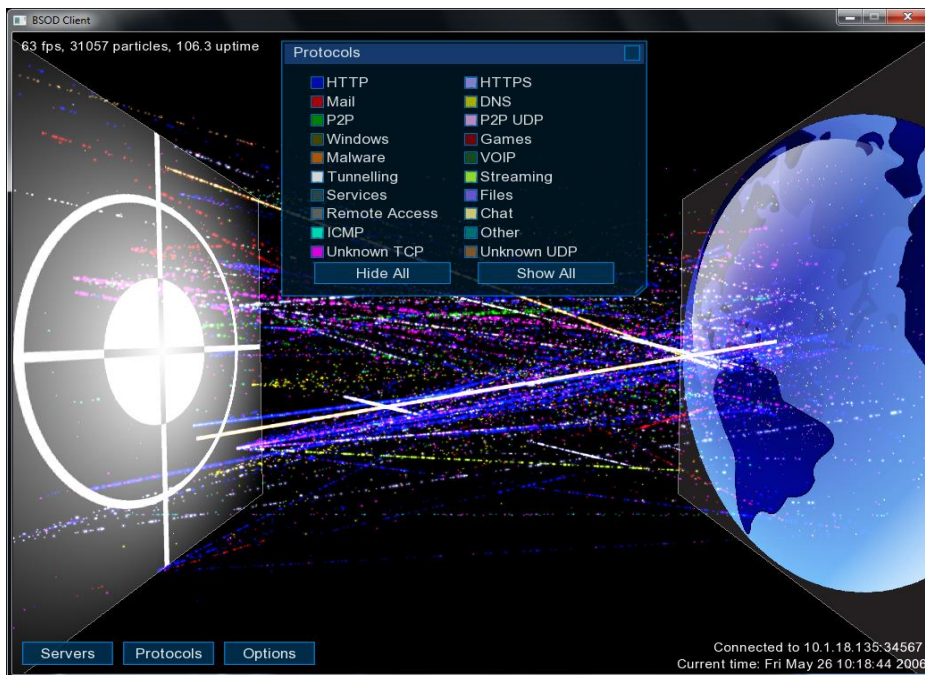 BSOD Client
63 fps, 31057 particles, 106.3 uptime
Protocols
HTTP HTTPS
Mail DNS
P2P P2P UDP
Windows Games
Malware VOIP
Tunnelling Streaming
Services Files
Remote Access Chat
ICMP Other
Unknown TCP Unknown UDP
Hide All Show All
Servers Protocols Options
Connected to 10.1.18.135:34567
Current time: Fri May 26 10:18:44 2006